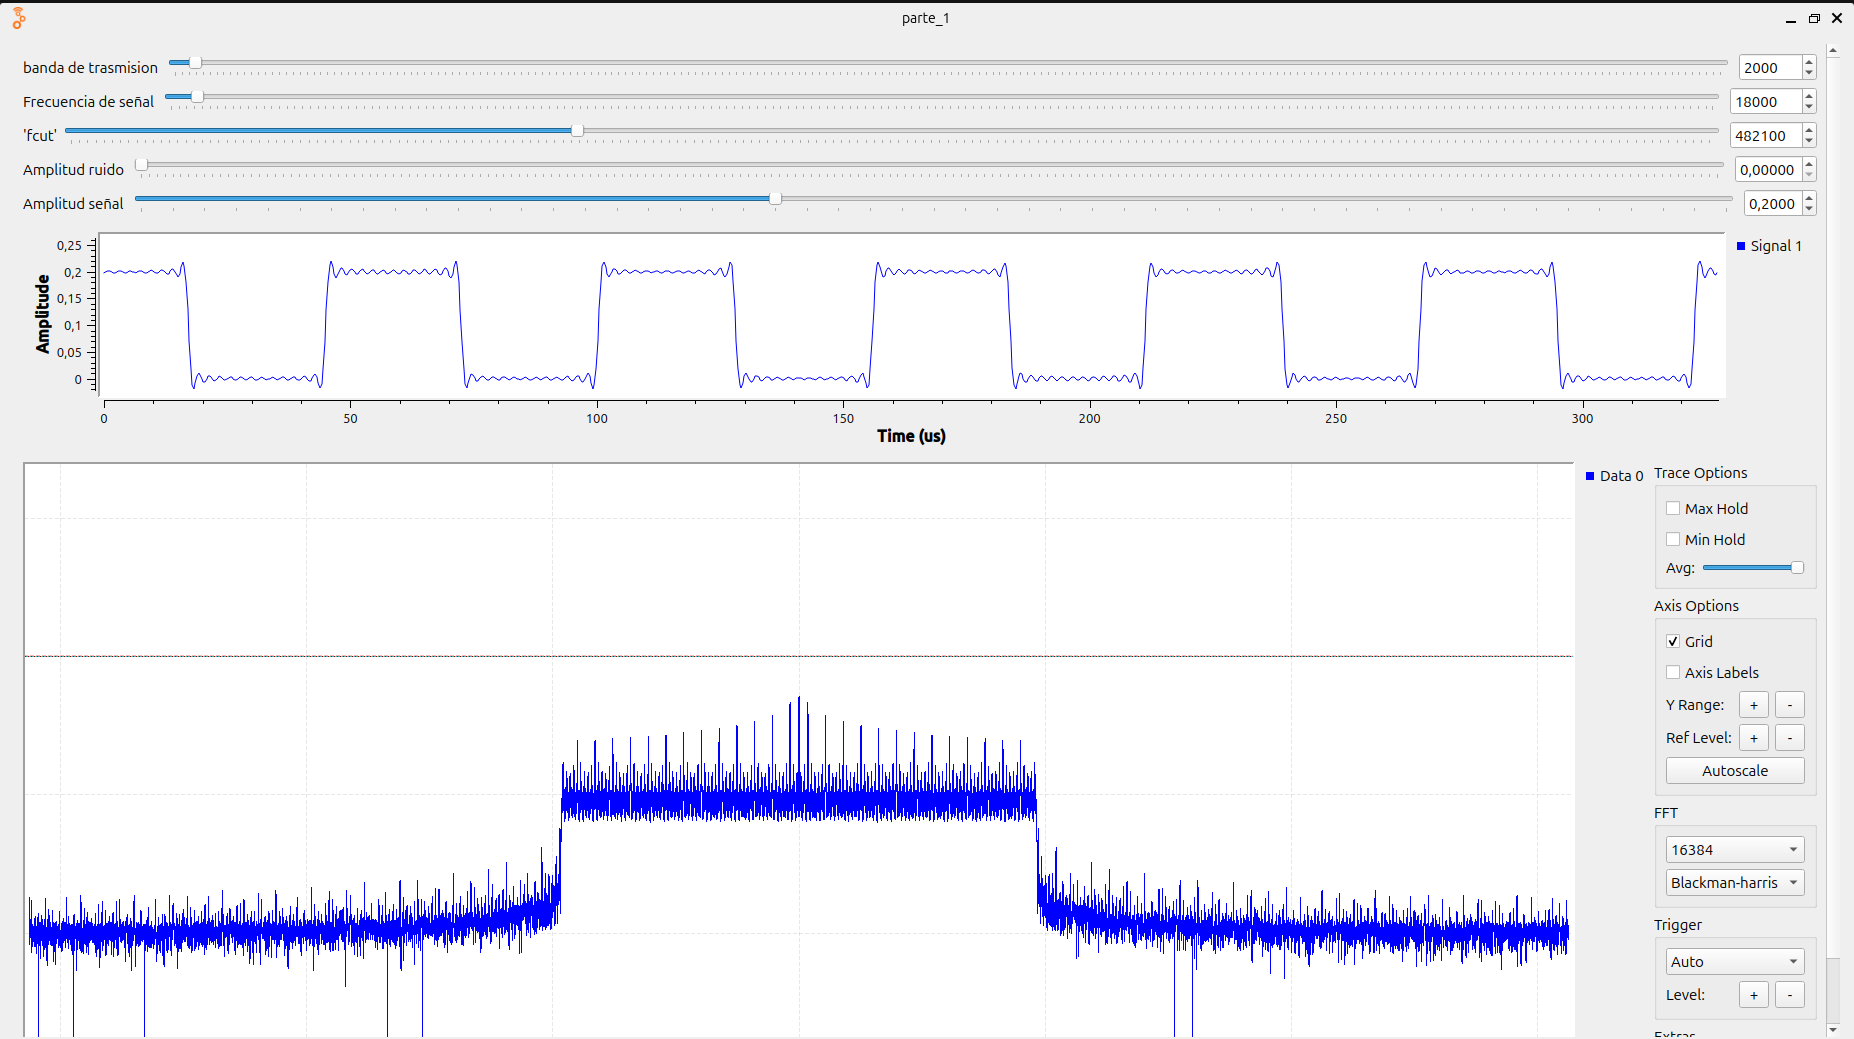 parte_1
banda de trasmision 2000
Frecuencia de señal 18000
'fcut' 482100
Amplitud ruido 0,00000
Amplitud señal 0,2000
Signal 1
Amplitude
0,25
0,2
0,15
0,1
0,05
0
0 50 100 150 200 250 300
Time (us)
Data 0
Trace Options
Max Hold
Min Hold
Avg:
Axis Options
Grid
Axis Labels
Y Range: + -
Ref Level: + -
Autoscale
FFT
16384
Blackman-harris
Trigger
Auto
Level: + -
Extras